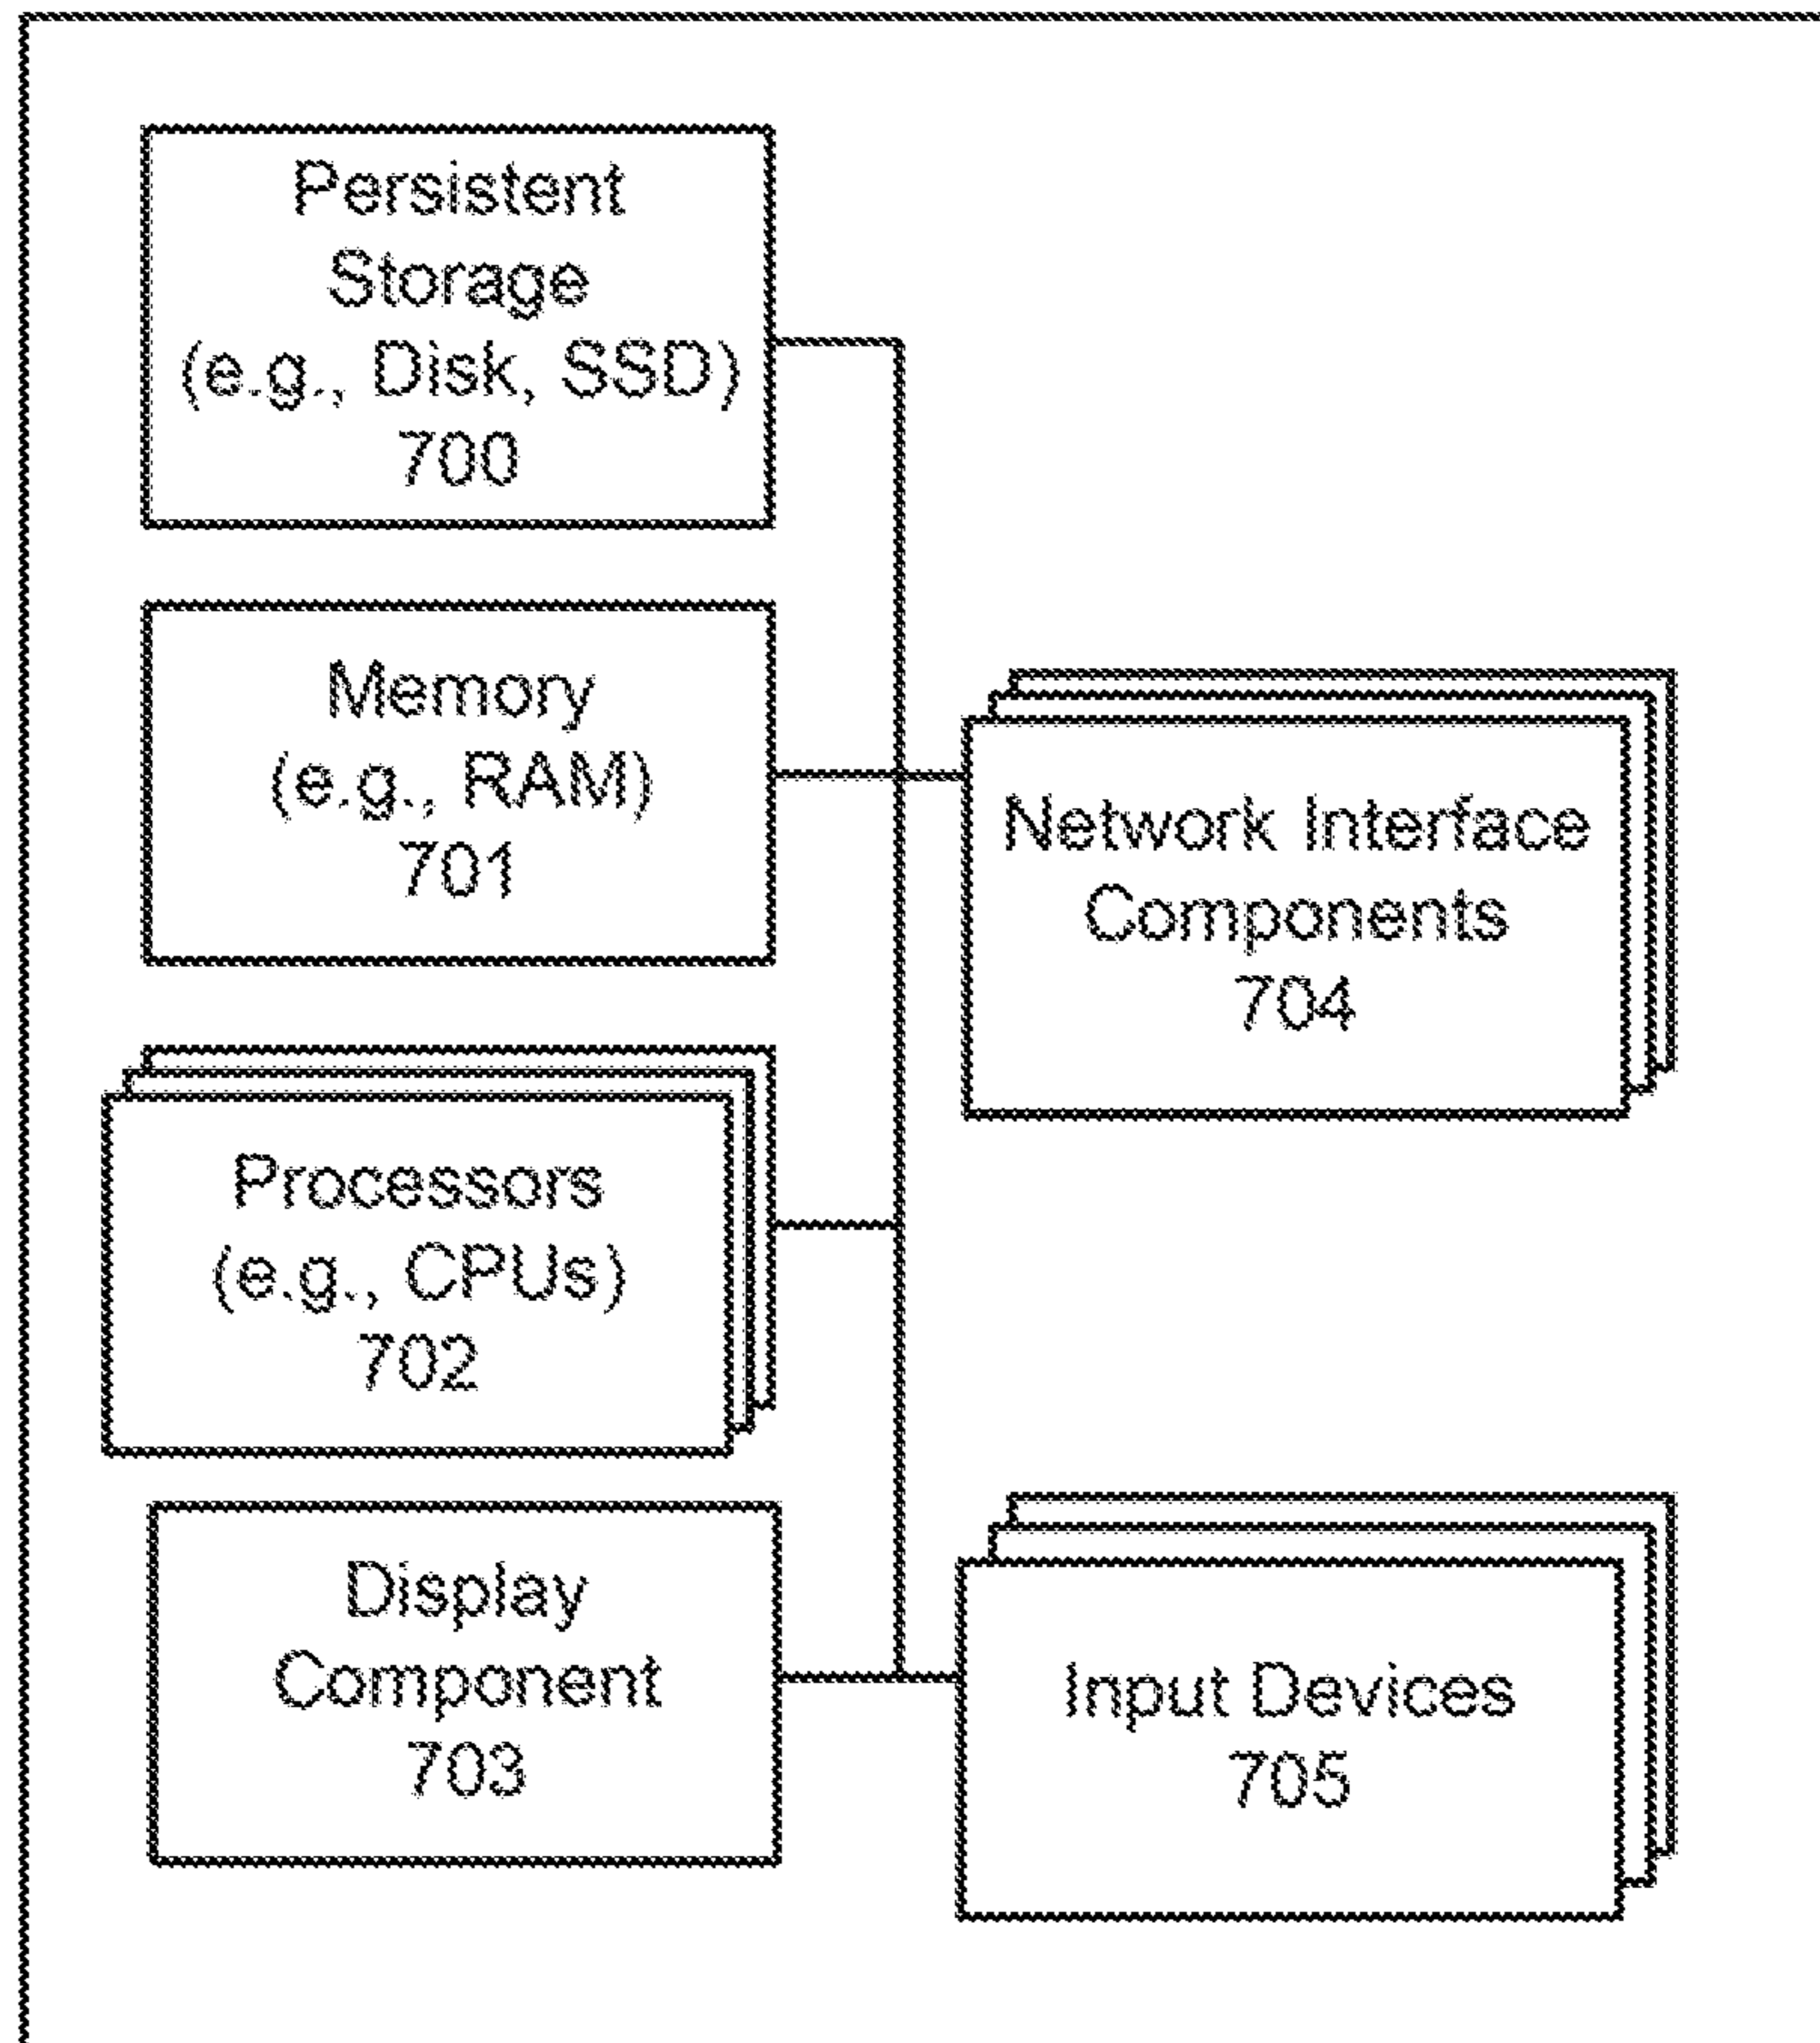 Persistent
Storage
(e.g., Disk, SSD)
700
Memory
(e.g., RAM)
701
Network Interface
Components
704
Processors
(e.g., CPUs)
702
Display
Component
703
Input Devices
705